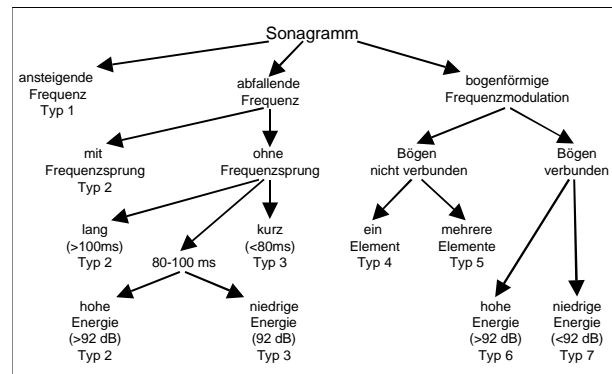 Sonagramm
ansteigende
Frequenz
Typ 1
abfallende
Frequenz
bogenförmige
Frequenzmodulation
mit
Frequenzsprung
Typ 2
ohne
Frequenzsprung
Bögen
nicht verbunden
Bögen
verbunden
lang
(>100ms)
Typ 2
80-100 ms
kurz
(<80ms)
Typ 3
ein
Element
Typ 4
mehrere
Elemente
Typ 5
hohe
Energie
(>92 dB)
Typ 2
niedrige
Energie
(92 dB)
Typ 3
hohe
Energie
(>92 dB)
Typ 6
niedrige
Energie
(<92 dB)
Typ 7